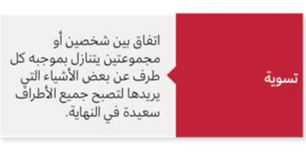 تسوية
اتفاق بين شخصين أو
مجموعتين يتنازل بموجبه كل
طرف عن بعض الأشياء التي
يريدها لتصبح جميع الأطراف
سعيدة في النهاية.